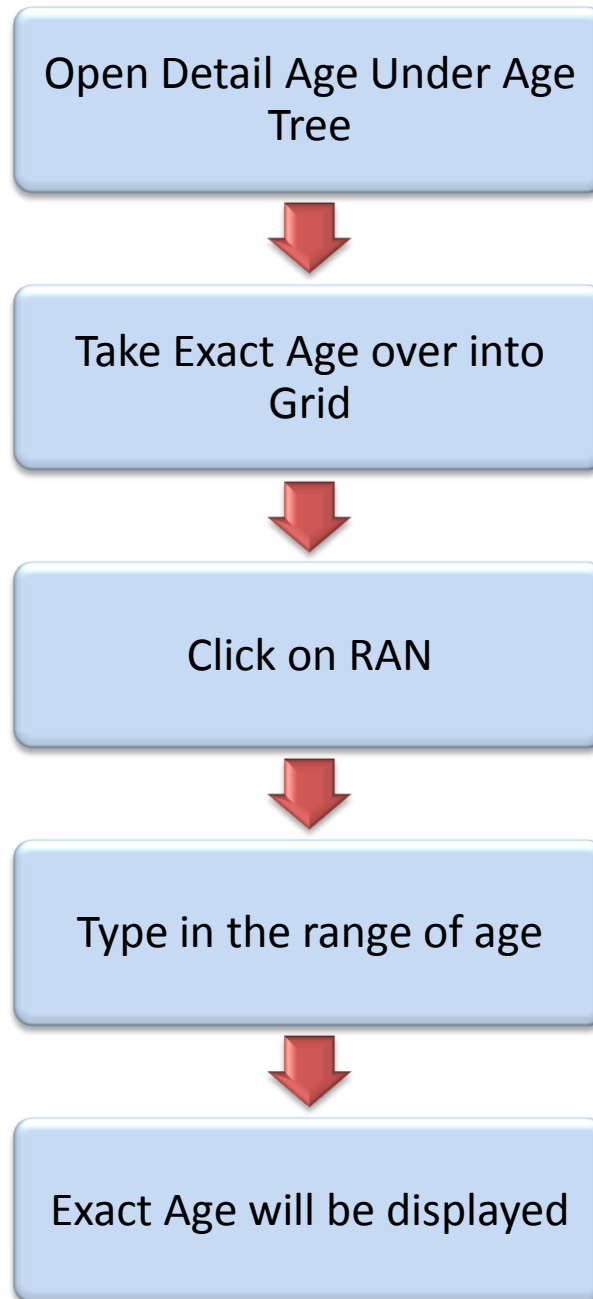 Open Detail Age Under Age
Tree
Take Exact Age over into
Grid
Click on RAN
Type in the range of age
Exact Age will be displayed